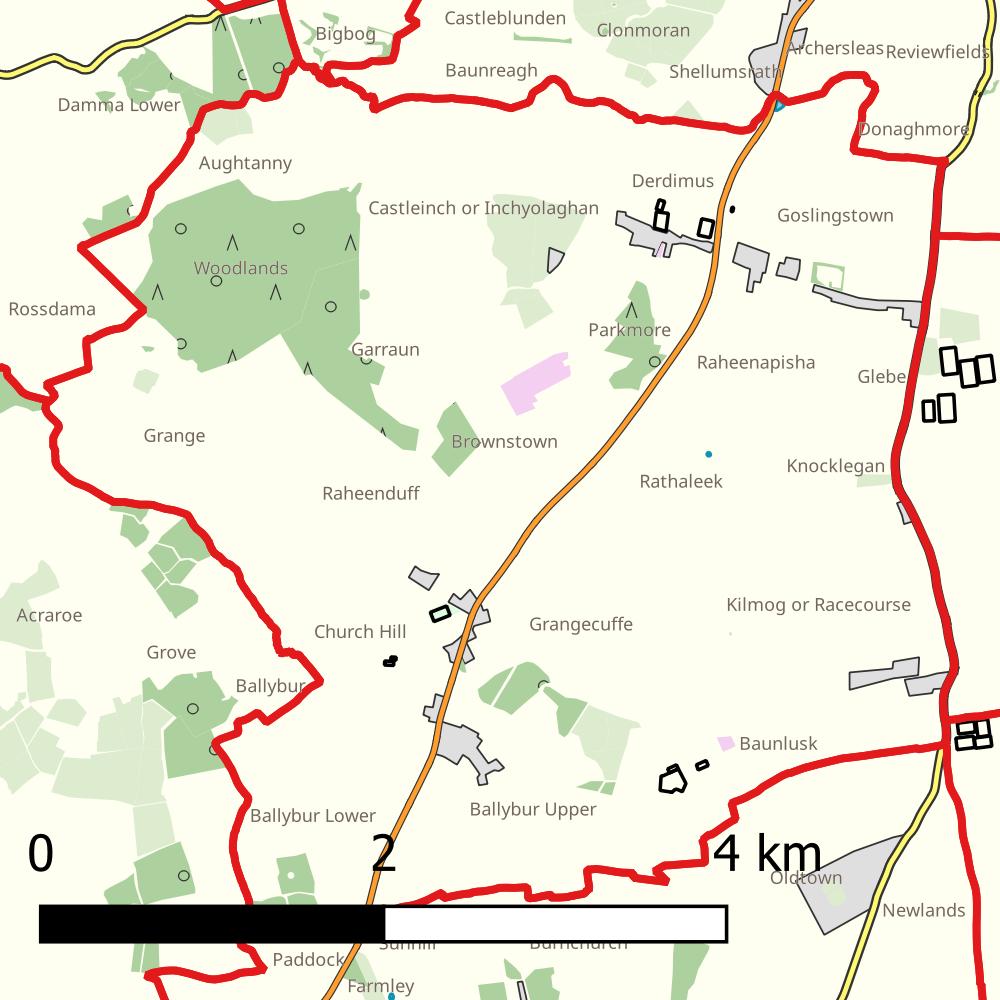 Castleblunden
Clonmoran
Bigbog
Archersleas
Reviewfields
Baunreagh
Shellumsrath
Damma Lower
Donaghmore
Aughtanny
Derdimus
Castleinch or Inchyolaghan
Goslingstown
Woodlands
Rossdama
Parkmore
Garraun
Raheenapisha
Glebe
Grange
Brownstown
Knocklegan
Rathaleek
Raheenduff
Kilmog or Racecourse
Acraroe
Grangecuffe
Church Hill
Grove
Ballybur
Baunlusk
Ballybur Upper
Ballybur Lower
0
2
4 km
Oldtown
Newlands
Sunhill
Burnchurch
Paddock
Farmley